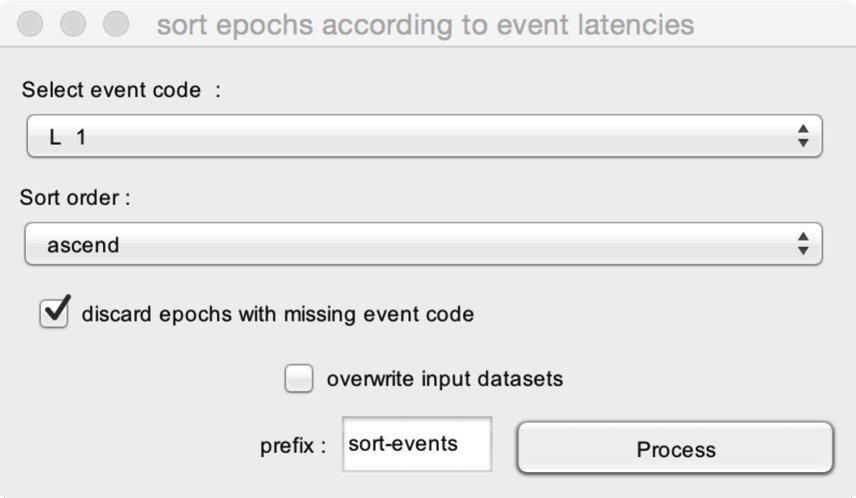 sort epochs according to event latencies
Select event code :
L 1
Sort order :
ascend
discard epochs with missing event code
overwrite input datasets
prefix : sort-events Process